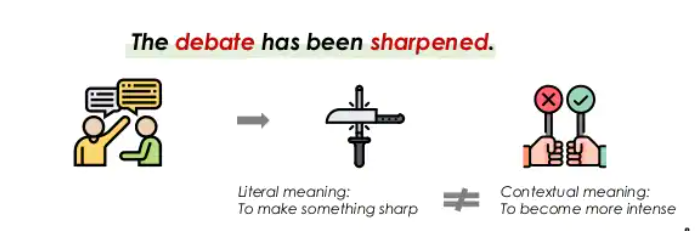 The debate has been sharpened.
Literal meaning:
To make something sharp
≠
Contextual meaning:
To become more intense